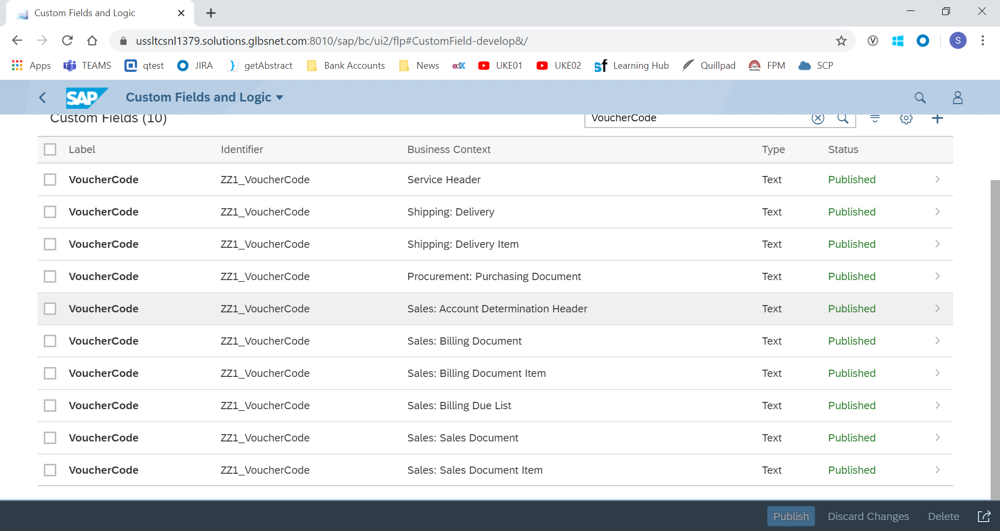 Custom Fields and Logic
ussltcsnl1379.solutions.glbsnet.com:8010/sap/bc/ui2/flp#CustomField-develop&/
S
Apps TEAMS qtest JIRA getAbstract Bank Accounts News edX UKE01 UKE02 sf Learning Hub Quillpad FPM SCP
SAP Custom Fields and Logic
Custom Fields (10) VoucherCode
Label Identifier Business Context Type Status
VoucherCode ZZ1_VoucherCode Service Header Text Published
VoucherCode ZZ1_VoucherCode Shipping: Delivery Text Published
VoucherCode ZZ1_VoucherCode Shipping: Delivery Item Text Published
VoucherCode ZZ1_VoucherCode Procurement: Purchasing Document Text Published
VoucherCode ZZ1_VoucherCode Sales: Account Determination Header Text Published
VoucherCode ZZ1_VoucherCode Sales: Billing Document Text Published
VoucherCode ZZ1_VoucherCode Sales: Billing Document Item Text Published
VoucherCode ZZ1_VoucherCode Sales: Billing Due List Text Published
VoucherCode ZZ1_VoucherCode Sales: Sales Document Text Published
VoucherCode ZZ1_VoucherCode Sales: Sales Document Item Text Published
Publish Discard Changes Delete